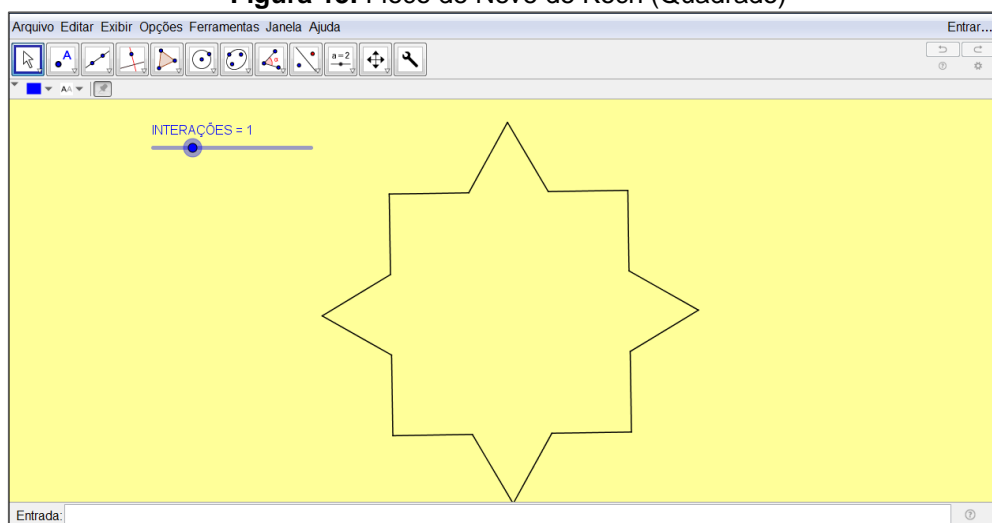 Figura 13. Floco de Neve de Koch (Quadrado)
Arquivo Editar Exibir Opções Ferramentas Janela Ajuda
Entrar...
A
a=2
AA
INTERAÇÕES = 1
Entrada: